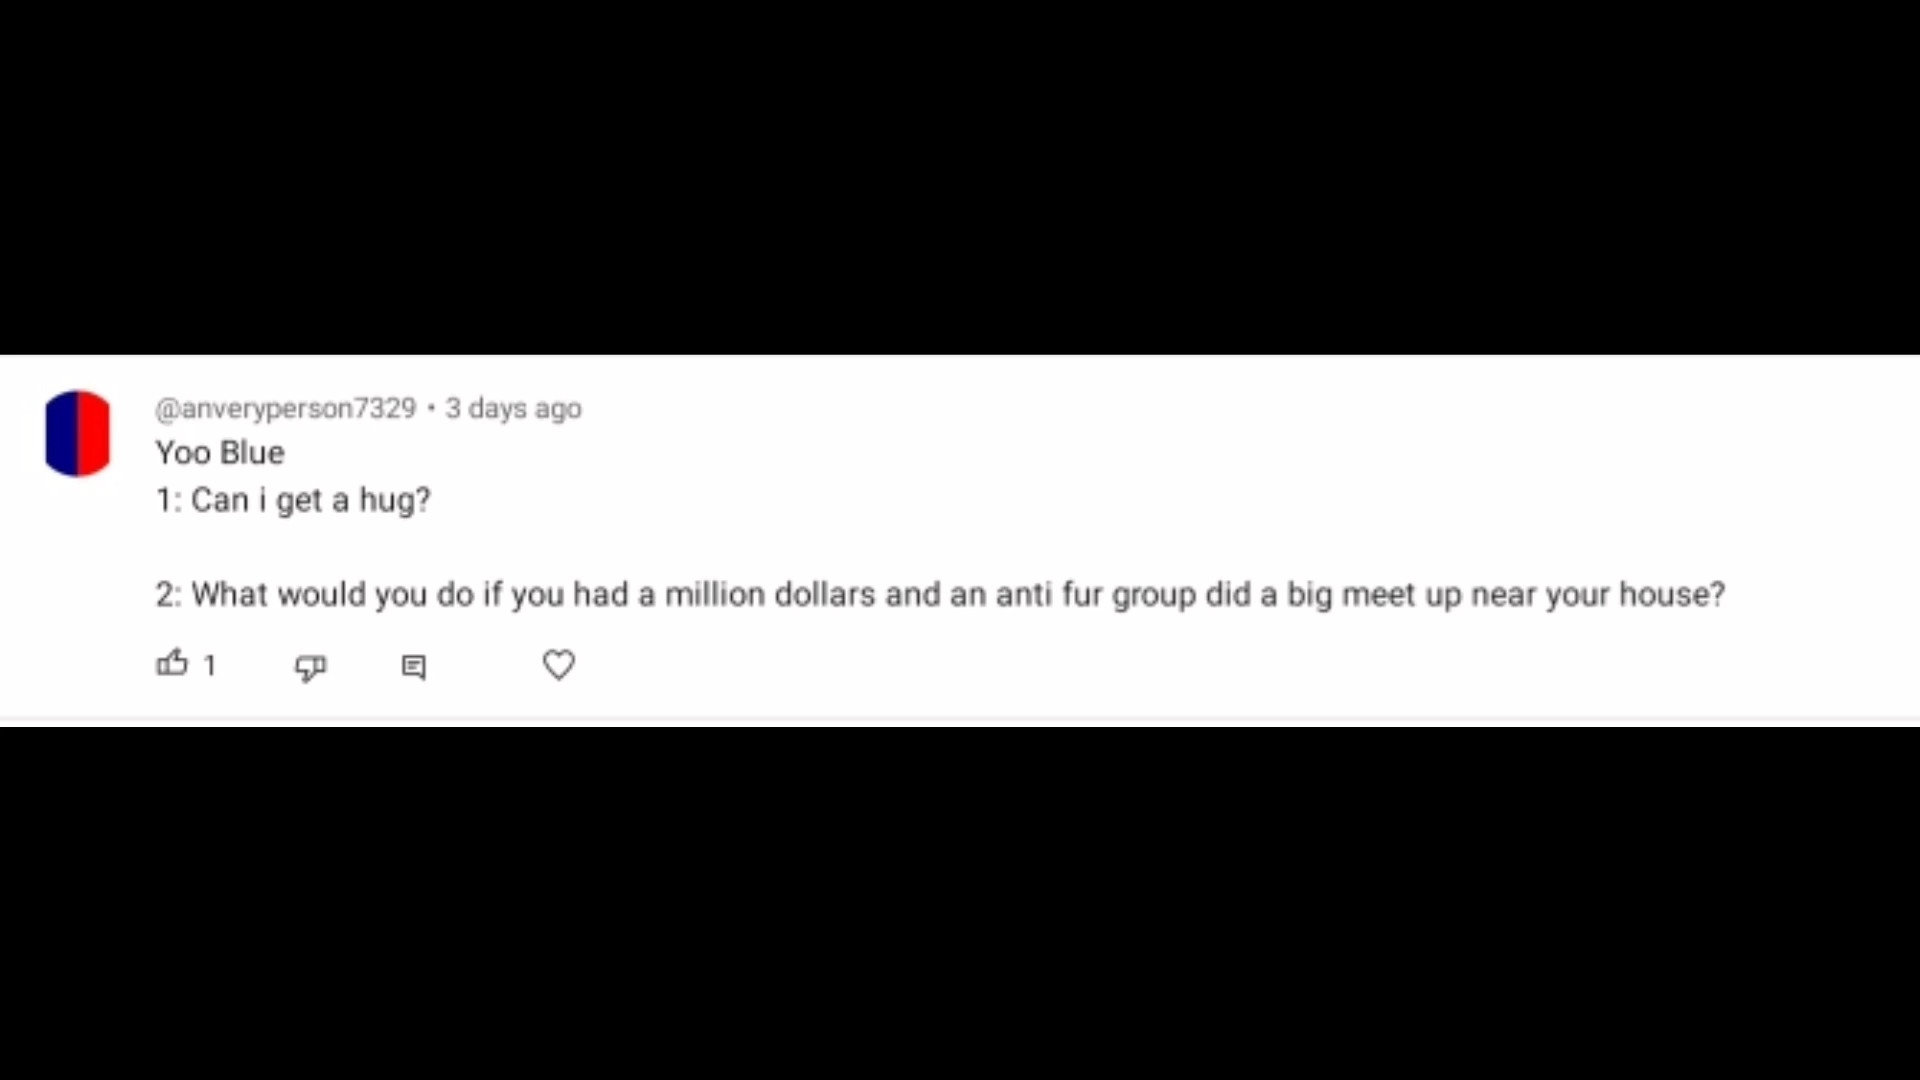 @anveryperson7329 • 3 days ago
Yoo Blue
1: Can i get a hug?
2: What would you do if you had a million dollars and an anti fur group did a big meet up near your house?
1